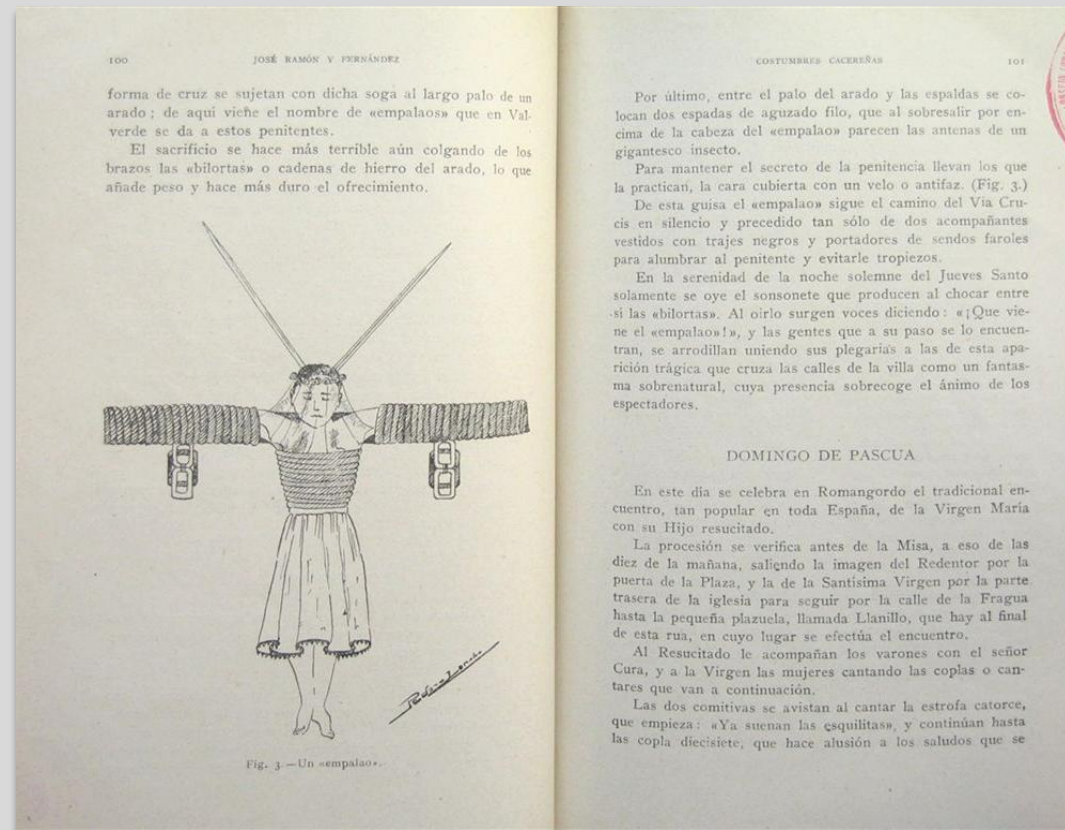 100
JOSÉ RAMÓN Y FERNÁNDEZ
forma de cruz se sujetan con dicha soga al largo palo de un
arado; de aquí viene el nombre de «empalaos» que en Val-
verde se da a estos penitentes.
El sacrificio se hace más terrible aún colgando de los
brazos las «bilortas» o cadenas de hierro del arado, lo que
añade peso y hace más duro el ofrecimiento.
Fig. 3.—Un «empalao».
COSTUMBRES CACEREÑAS
101
Por último, entre el palo del arado y las espaldas se co-
locan dos espadas de aguzado filo, que al sobresalir por en-
cima de la cabeza del «empalao» parecen las antenas de un
gigantesco insecto.
Para mantener el secreto de la penitencia llevan los que
la practican, la cara cubierta con un velo o antifaz. (Fig. 3.)
De esta guisa el «empalao» sigue el camino del Via Cru-
cis en silencio y precedido tan sólo de dos acompañantes
vestidos con trajes negros y portadores de sendos faroles
para alumbrar al penitente y evitarle tropiezos.
En la serenidad de la noche solemne del Jueves Santo
solamente se oye el sonsonete que producen al chocar entre
si las «bilortas». Al oirlo surgen voces diciendo: «¡Que vie-
ne el «empalao»!», y las gentes que a su paso se lo encuen-
tran, se arrodillan uniendo sus plegarias a las de esta apa-
rición trágica que cruza las calles de la villa como un fantas-
ma sobrenatural, cuya presencia sobrecoge el ánimo de los
espectadores.
DOMINGO DE PASCUA
En este día se celebra en Romangordo el tradicional en-
cuentro, tan popular en toda España, de la Virgen María
con su Hijo resucitado.
La procesión se verifica antes de la Misa, a eso de las
diez de la mañana, saliendo la imagen del Redentor por la
puerta de la Plaza, y la de la Santísima Virgen por la parte
trasera de la iglesia para seguir por la calle de la Fragua
hasta la pequeña plazuela, llamada Llanillo, que hay al final
de esta rua, en cuyo lugar se efectúa el encuentro.
Al Resucitado le acompañan los varones con el señor
Cura, y a la Virgen las mujeres cantando las coplas o can-
tares que van a continuación.
Las dos comitivas se avistan al cantar la estrofa catorce,
que empieza: «Ya suenan las esquilitas», y continúan hasta
las copla diecisiete, que hace alusión a los saludos que se